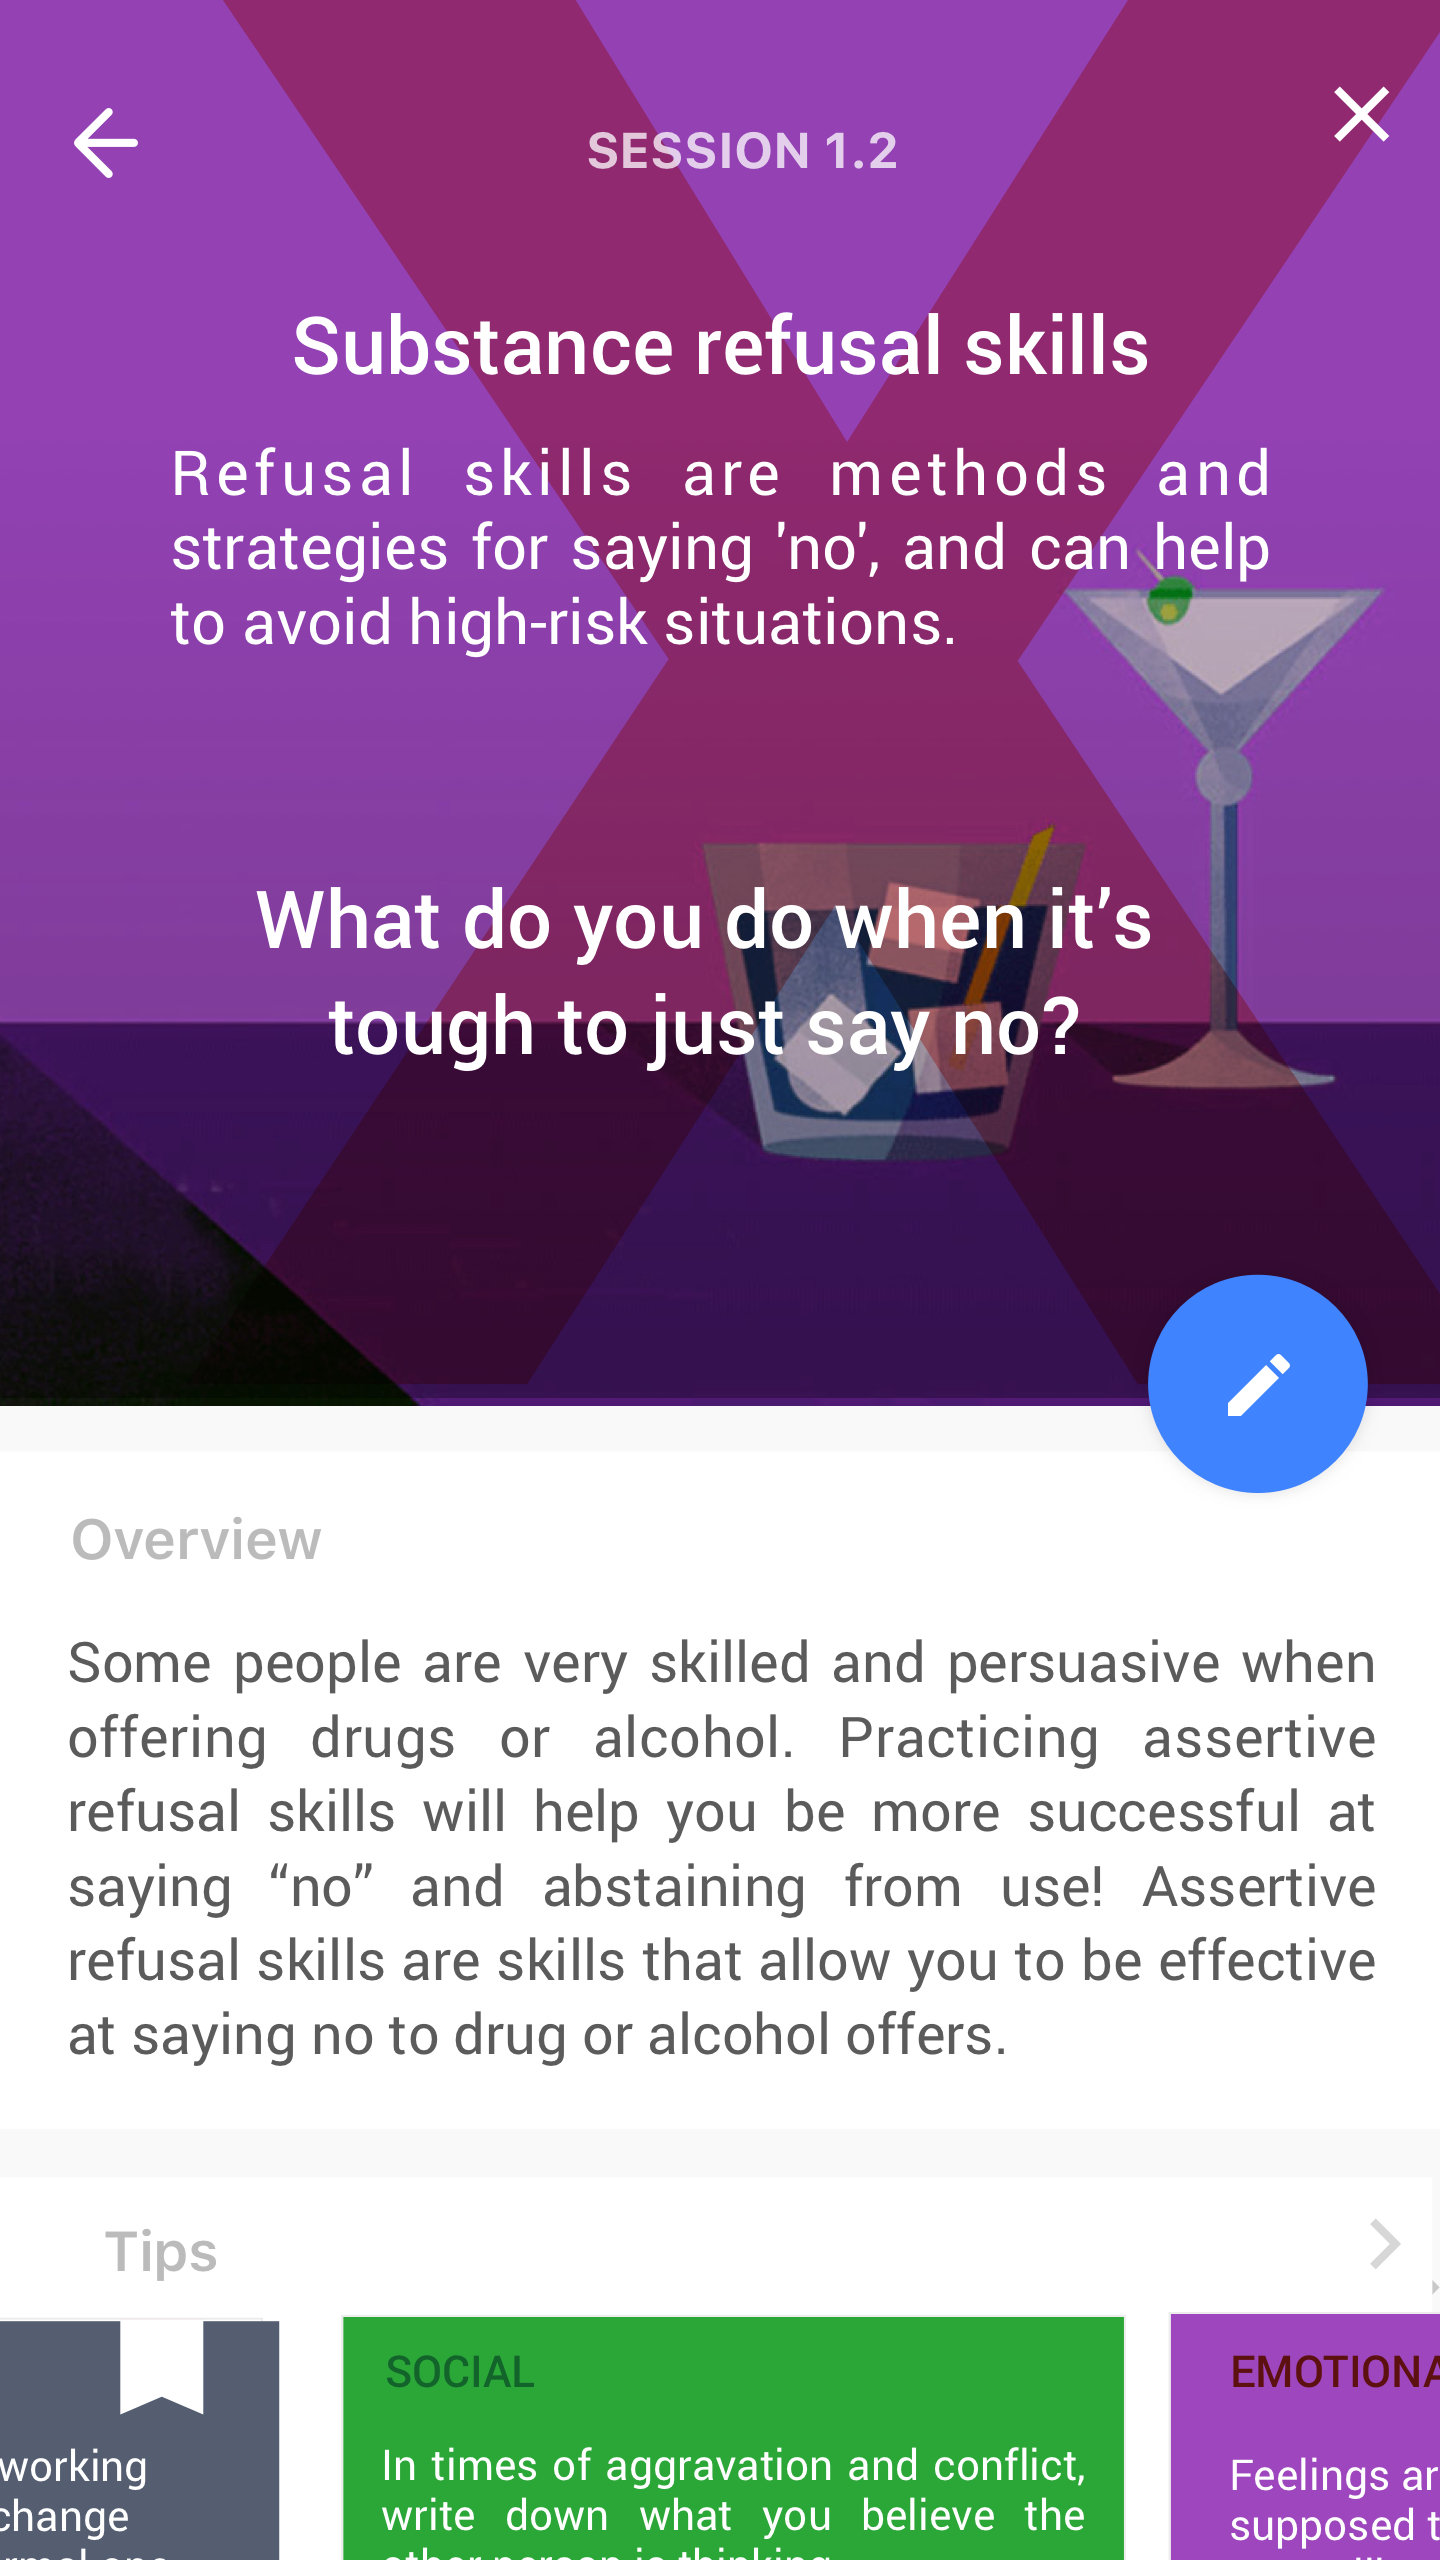 SESSION 1.2
Substance refusal skills
Refusal skills are methods and
strategies for saying 'no', and can help
to avoid high-risk situations.
What do you do when it’s
tough to just say no?
Overview
Some people are very skilled and persuasive when
offering drugs or alcohol. Practicing assertive
refusal skills will help you be more successful at
saying “no” and abstaining from use! Assertive
refusal skills are skills that allow you to be effective
at saying no to drug or alcohol offers.
Tips
working
change
SOCIAL
In times of aggravation and conflict,
write down what you believe the
other person is thinking
EMOTIONA
Feelings ar
supposed t